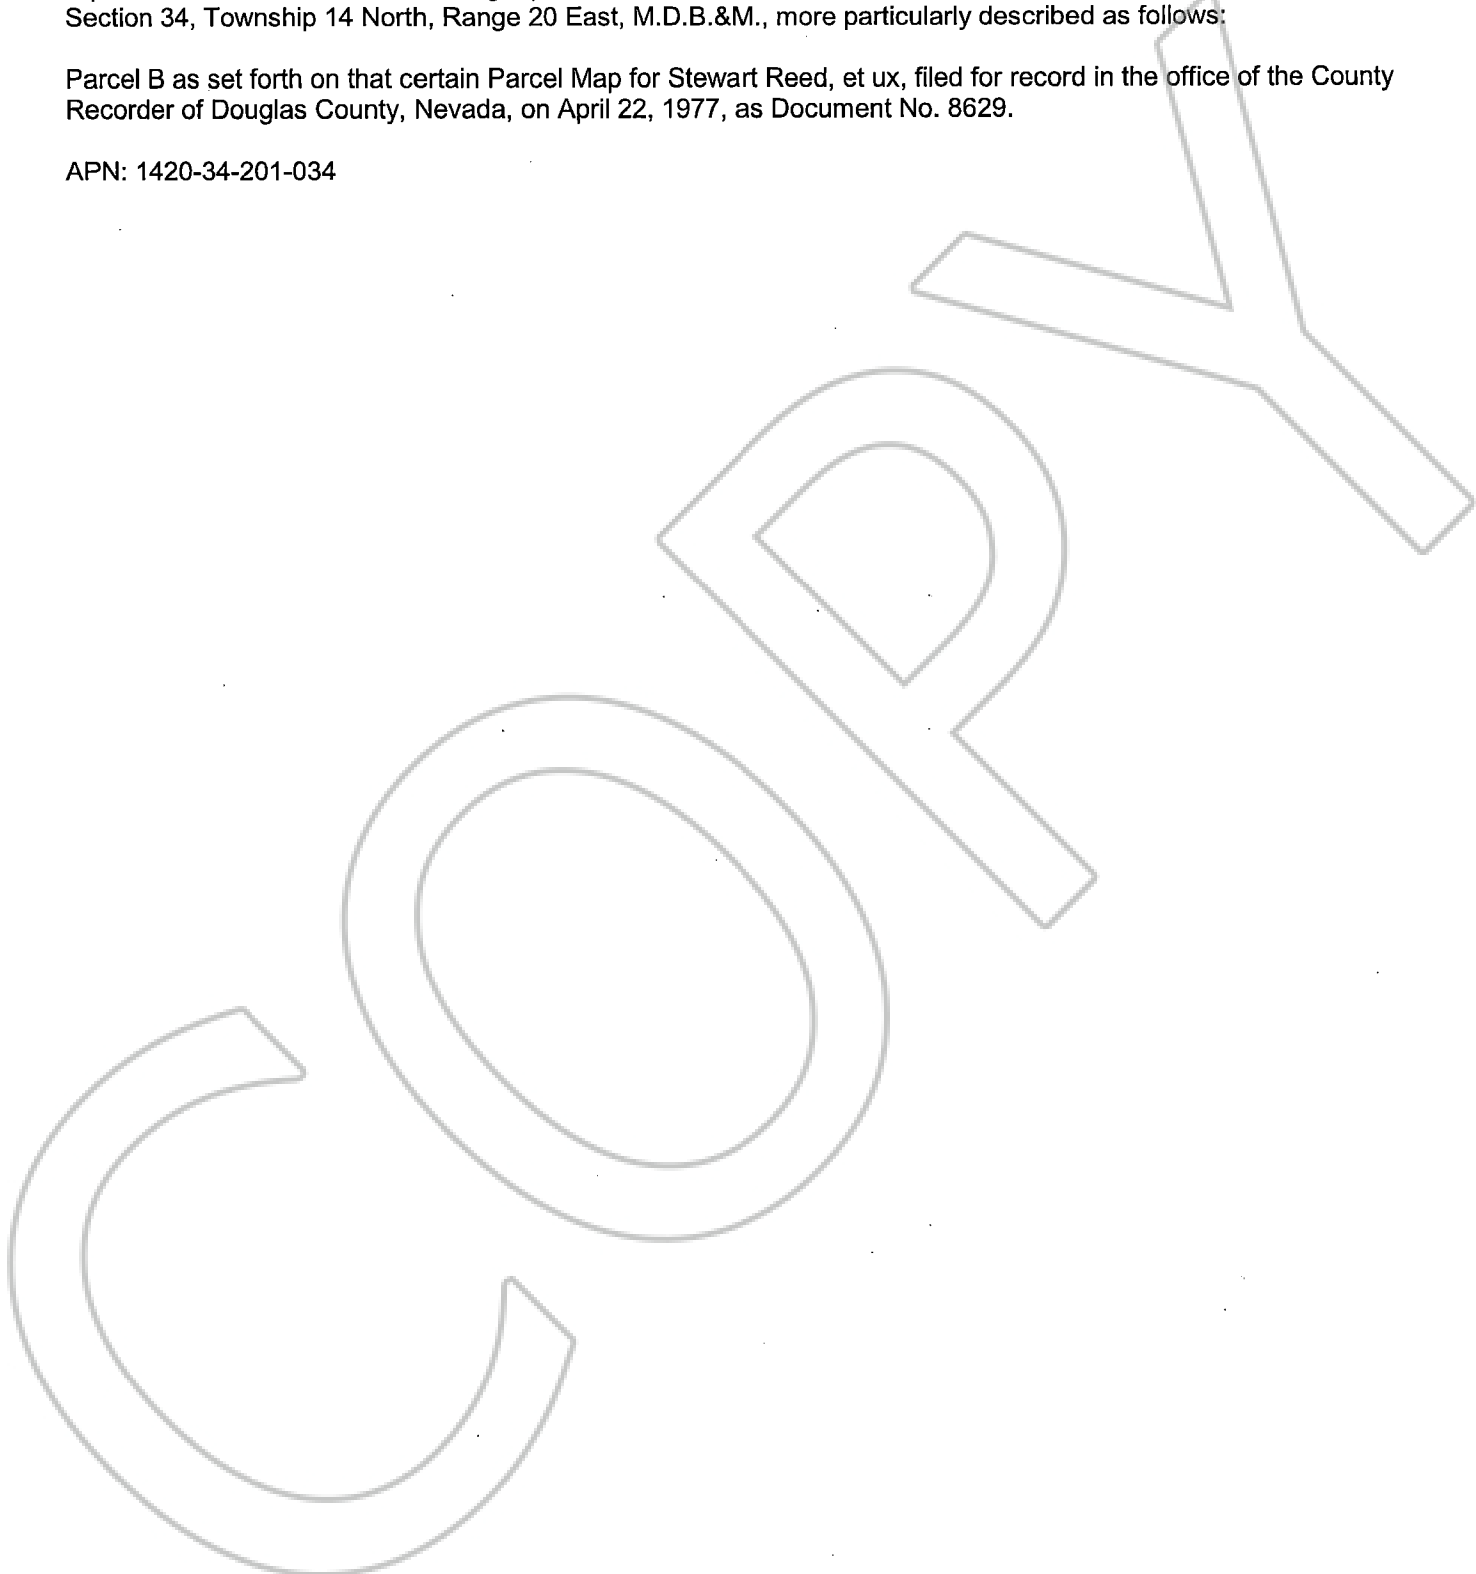 Section 34, Township 14 North, Range 20 East, M.D.B.&M., more particularly described as follows:
Parcel B as set forth on that certain Parcel Map for Stewart Reed, et ux, filed for record in the office of the County
Recorder of Douglas County, Nevada, on April 22, 1977, as Document No. 8629.
APN: 1420-34-201-034
COPY